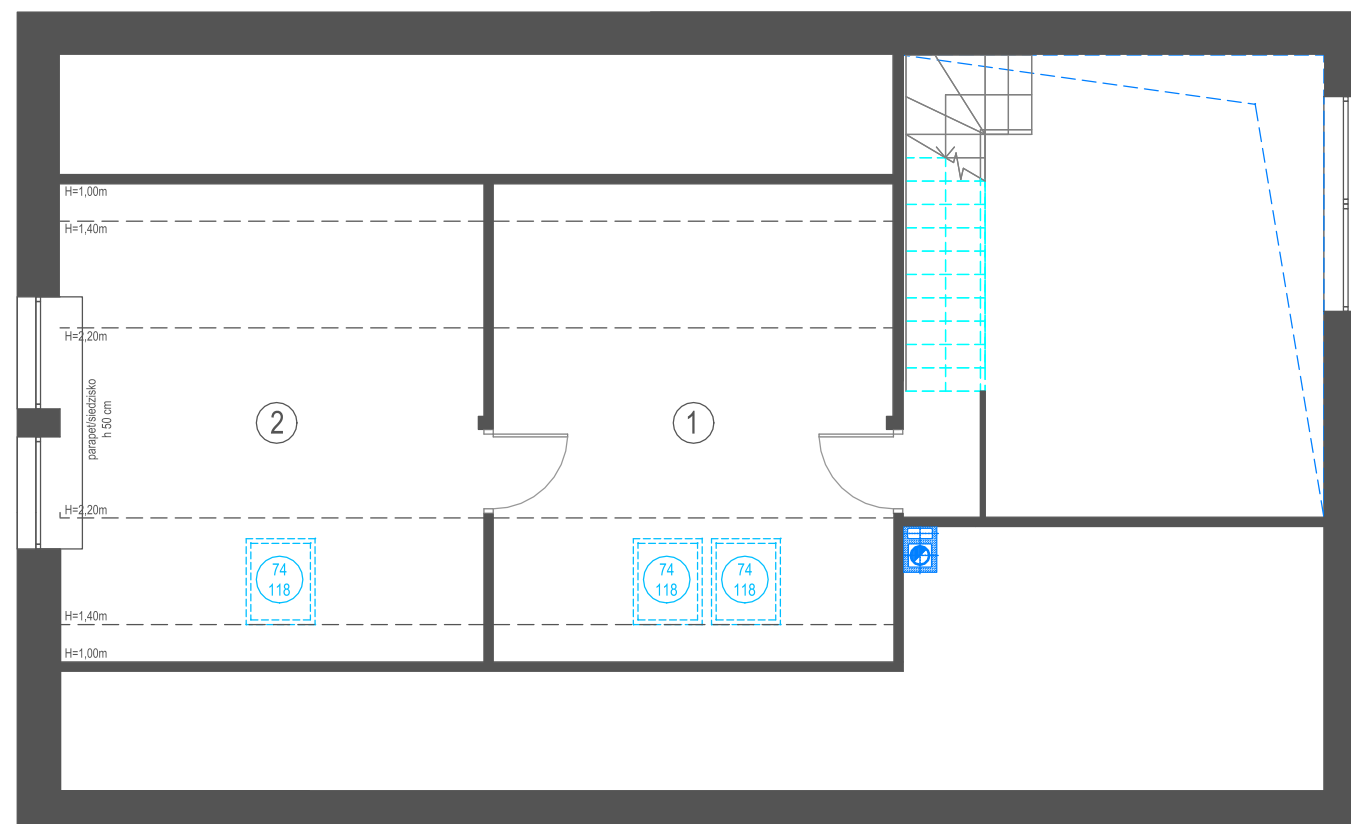 H=1,00m
H=1,40m
H=2,20m
parapet/siedzisko
h 50 cm
2
1
H=2,20m
74
118
74
118
74
118
H=1,40m
H=1,00m